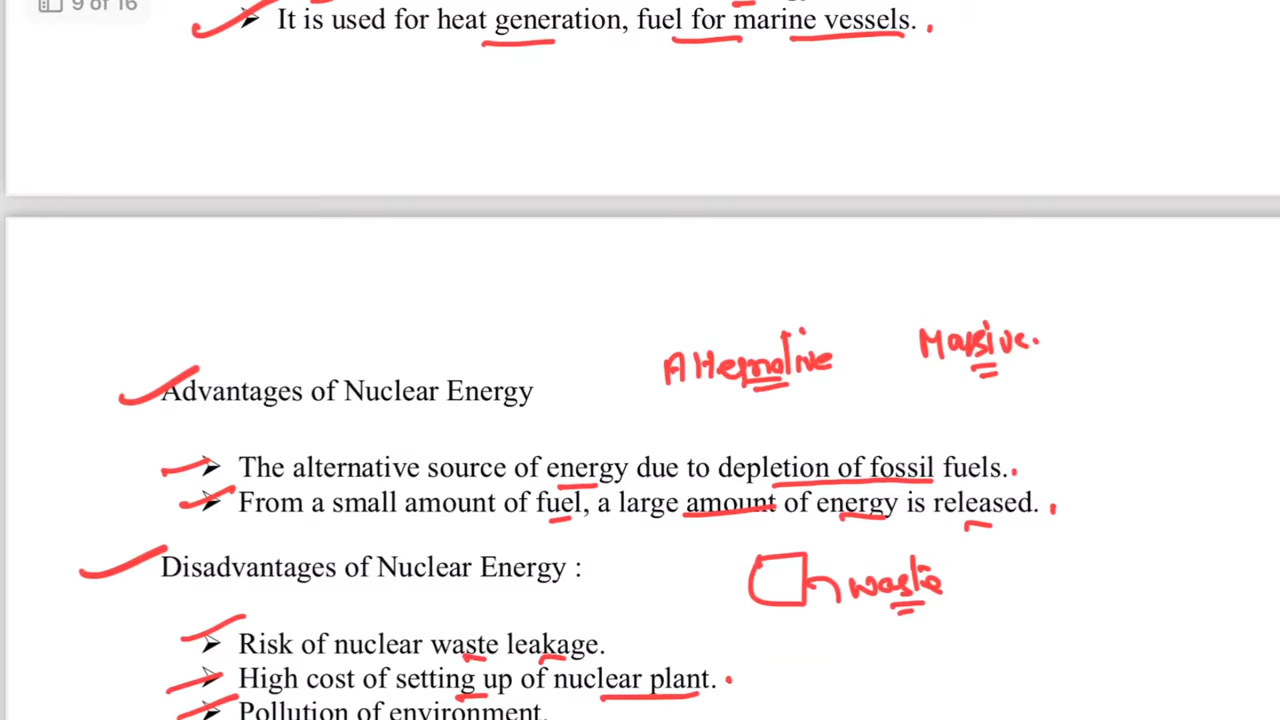 9 of 16
It is used for heat generation, fuel for marine vessels.
Alternative Massive.
Advantages of Nuclear Energy
The alternative source of energy due to depletion of fossil fuels.
From a small amount of fuel, a large amount of energy is released.
Disadvantages of Nuclear Energy :
waste
Risk of nuclear waste leakage.
High cost of setting up of nuclear plant.
Pollution of environment.